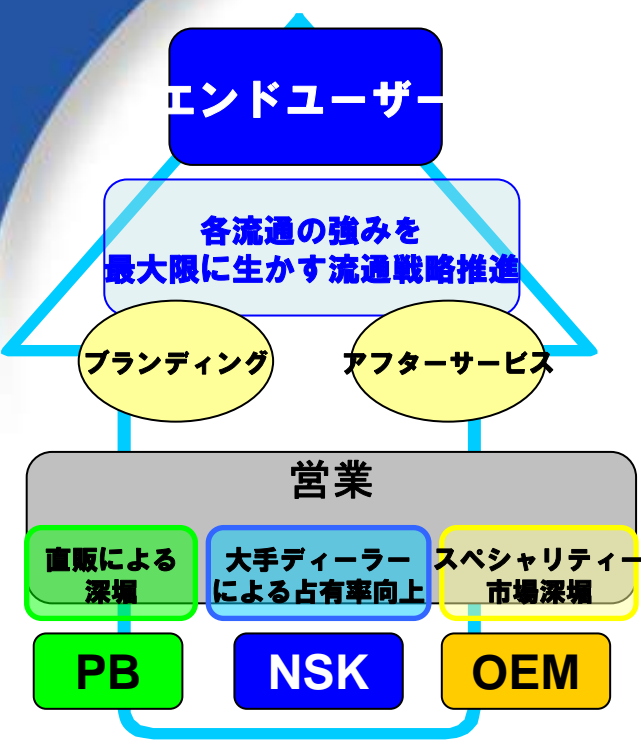 エンドユーザー
各流通の強みを
最大限に生かす流通戦略推進
ブランディング
アフターサービス
営業
直販による
深堀
大手ディーラー
による占有率向上
スペシャリティー
市場深堀
PB
NSK
OEM